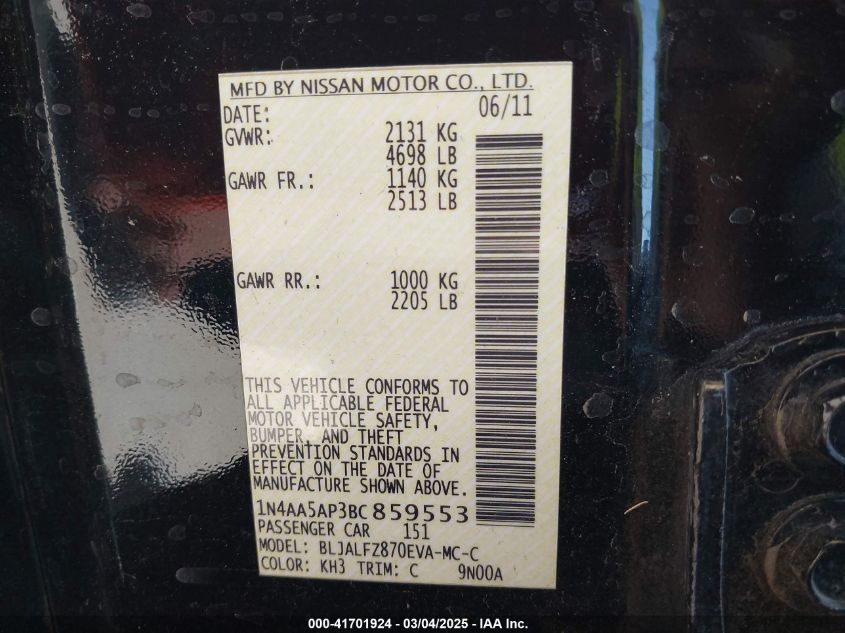 MFD BY NISSAN MOTOR CO., LTD.
DATE: 06/11
GVWR: 2131 KG
4698 LB
GAWR FR.: 1140 KG
2513 LB
GAWR RR.: 1000 KG
2205 LB
THIS VEHICLE CONFORMS TO
ALL APPLICABLE FEDERAL
MOTOR VEHICLE SAFETY,
BUMPER, AND THEFT
PREVENTION STANDARDS IN
EFFECT ON THE DATE OF
MANUFACTURE SHOWN ABOVE.
1N4AA5AP3BC859553
PASSENGER CAR 151
MODEL: BLJALFZ870EVA-MC-C
COLOR: KH3 TRIM: C 9N00A
000-41701924 - 03/04/2025 - IAA Inc.